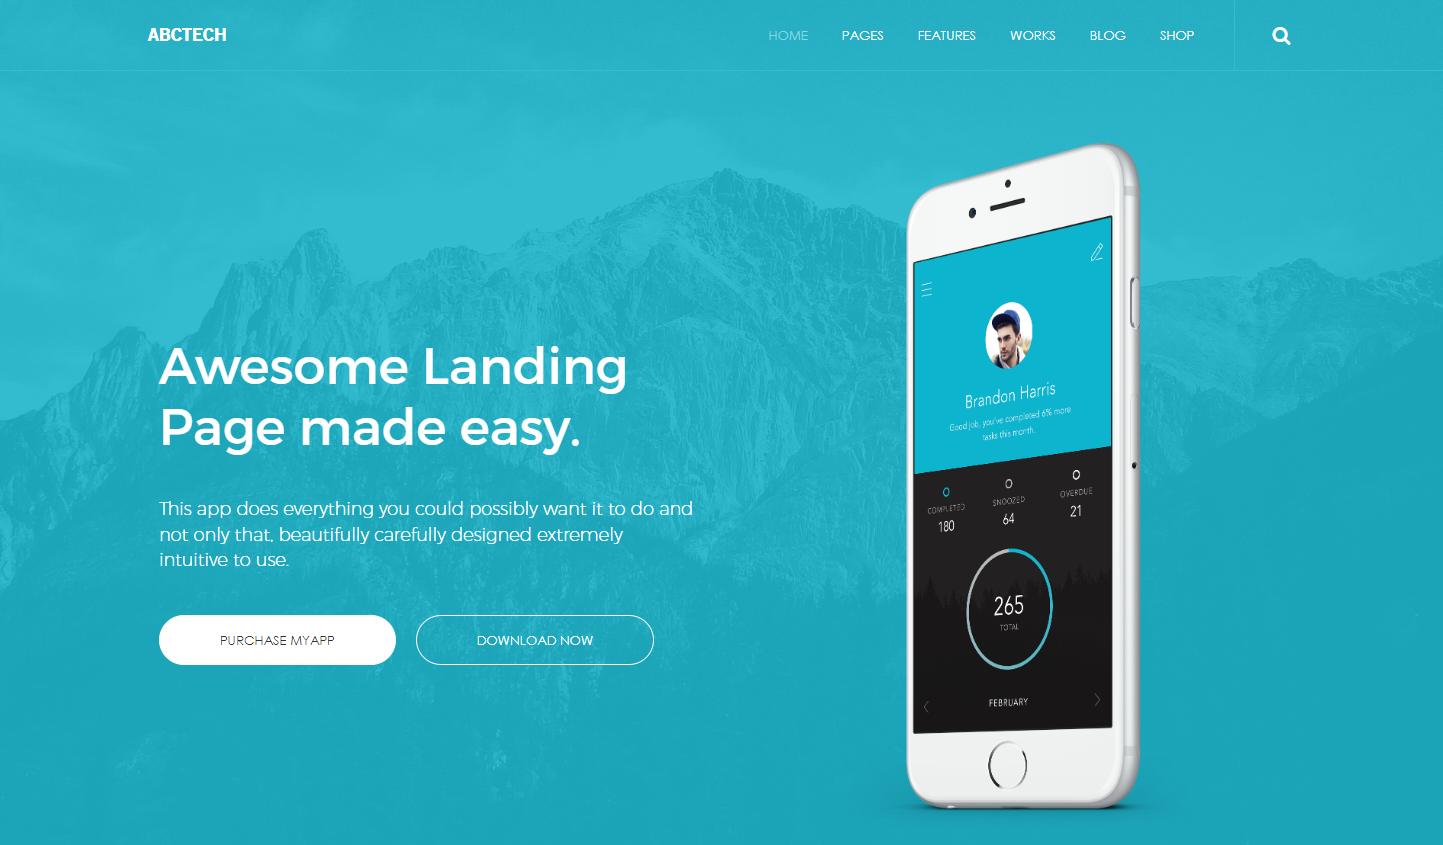 ABCTECH
HOME PAGES FEATURES WORKS BLOG SHOP
Awesome Landing
Page made easy.
This app does everything you could possibly want it to do and
not only that, beautifully carefully designed extremely
intuitive to use.
PURCHASE MYAPP
DOWNLOAD NOW
Brandon Harris
Good job, you've completed 6% more
tasks this month.
COMPLETED SNOOZED OVERDUE
180 64 21
265
TOTAL
FEBRUARY